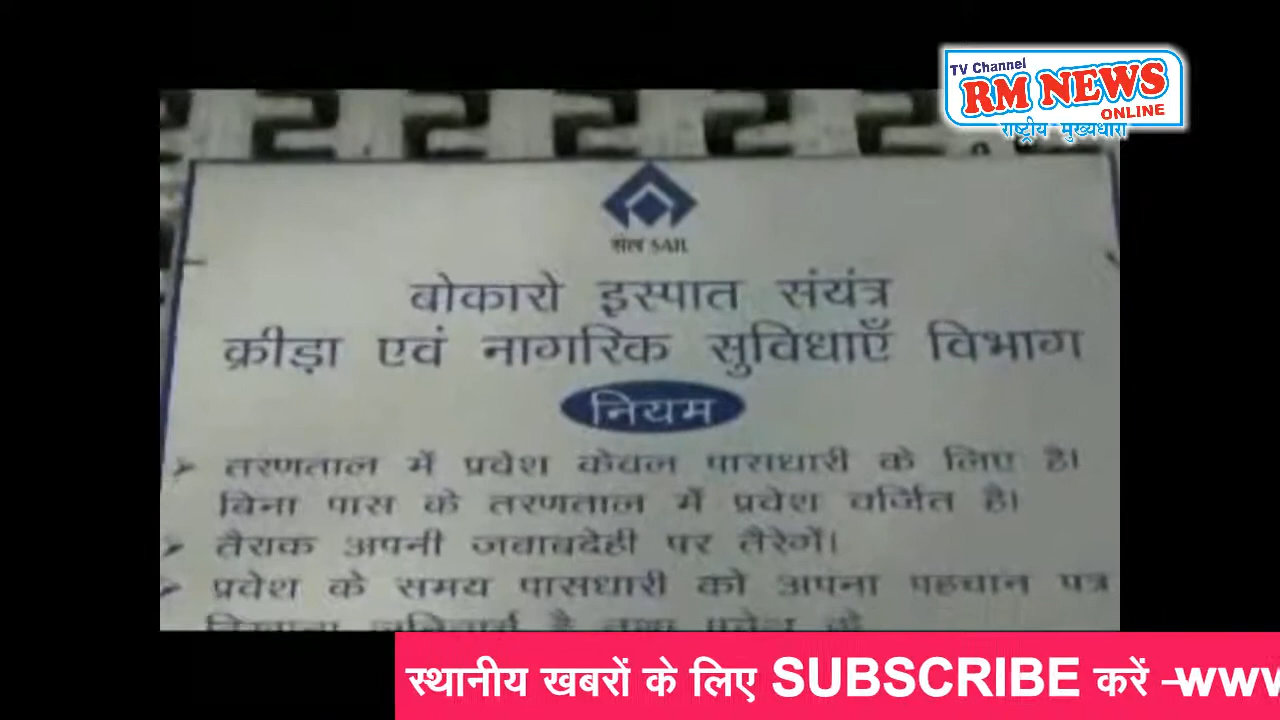 TV Channel
RM NEWS
ONLINE
राष्ट्रीय मुख्यधारा
सेल SAIL
बोकारो इस्पात संयंत्र
क्रीड़ा एवं नागरिक सुविधाएँ विभाग
नियम
➤ तरणताल में प्रवेश केवल पासधारी के लिए है।
बिना पास के तरणताल में प्रवेश वर्जित है।
➤ तैराक अपनी जवाबदेही पर तैरेगें।
➤ प्रवेश के समय पासधारी को अपना पहचान पत्र
स्थानीय खबरों के लिए SUBSCRIBE करें –www